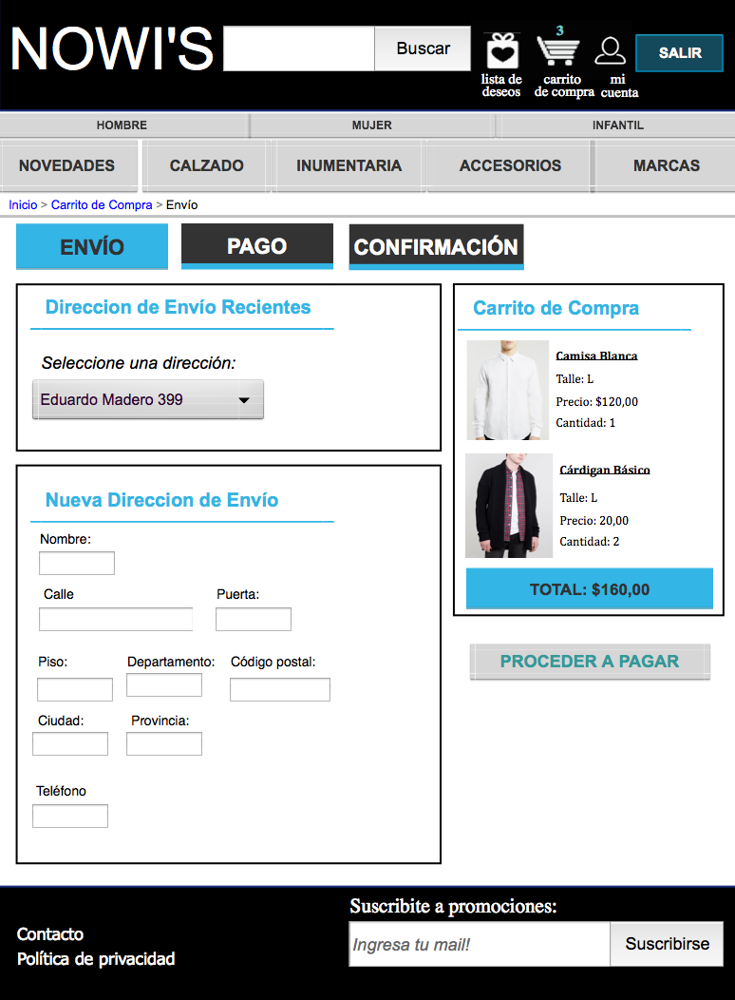 NOWI'S
Buscar
lista de
deseos
3
carrito
de compra
mi
cuenta
SALIR
HOMBRE
MUJER
INFANTIL
NOVEDADES
CALZADO
INUMENTARIA
ACCESORIOS
MARCAS
Inicio > Carrito de Compra > Envío
ENVÍO
PAGO
CONFIRMACIÓN
Direccion de Envío Recientes
Seleccione una dirección:
Eduardo Madero 399
Nueva Direccion de Envío
Nombre:
Calle
Puerta:
Piso:
Departamento:
Código postal:
Ciudad:
Provincia:
Teléfono
Carrito de Compra
Camisa Blanca
Talle: L
Precio: $120,00
Cantidad: 1
Cárdigan Básico
Talle: L
Precio: 20,00
Cantidad: 2
TOTAL: $160,00
PROCEDER A PAGAR
Contacto
Política de privacidad
Suscribite a promociones:
Ingresa tu mail!
Suscribirse